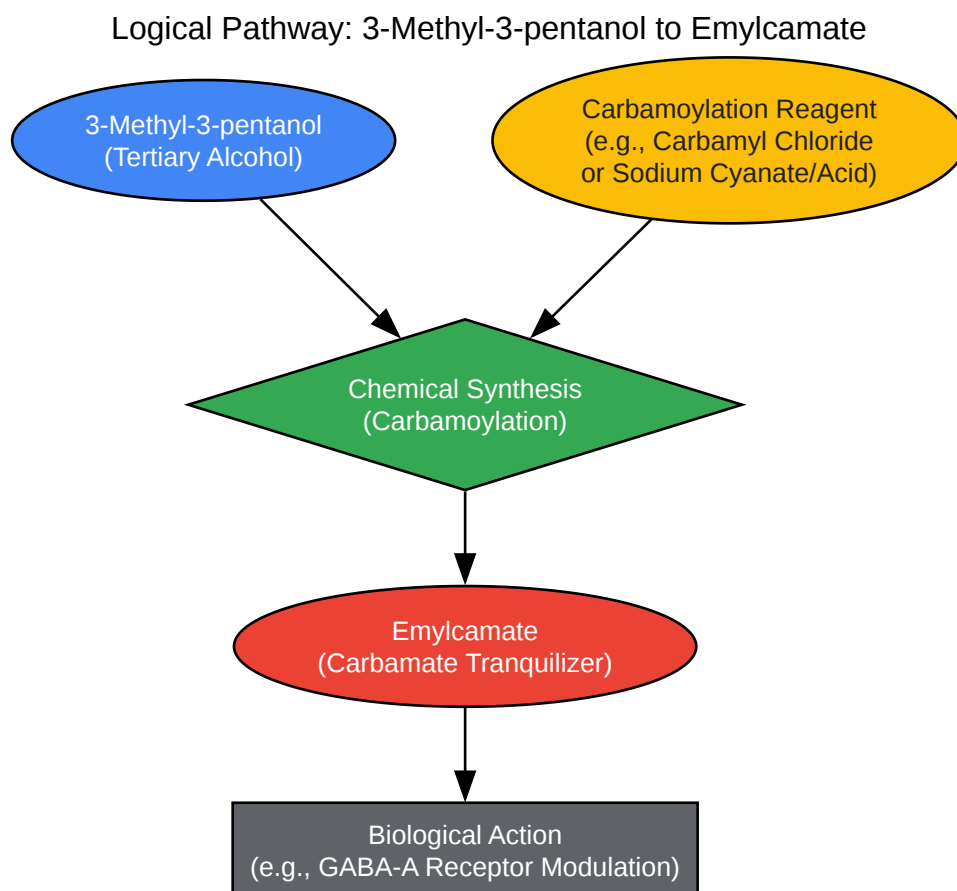 Logical Pathway: 3-Methyl-3-pentanol to Emylcamate
3-Methyl-3-pentanol
(Tertiary Alcohol)
Carbamoylation Reagent
(e.g., Carbamyl Chloride
or Sodium Cyanate/Acid)
Chemical Synthesis
(Carbamoylation)
Emylcamate
(Carbamate Tranquilizer)
Biological Action
(e.g., GABA-A Receptor Modulation)